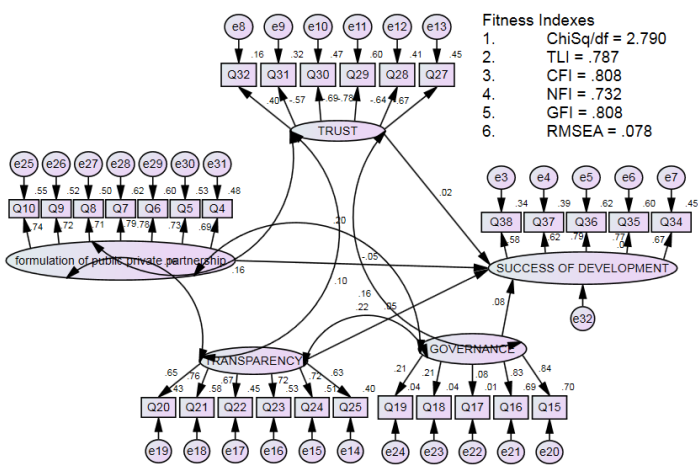 Fitness Indexes
1. ChiSq/df = 2.790
2. TLI = .787
3. CFI = .808
4. NFI = .732
5. GFI = .808
6. RMSEA = .078
e8 e9 e10 e11 e12 e13
.16 .32 .47 .60 .41 .45
Q32 Q31 Q30 Q29 Q28 Q27
.40 -.57 .69 -.78 -.64 .67
TRUST
e25 e26 e27 e28 e29 e30 e31
.55 .52 .50 .62 .60 .53 .48
Q10 Q9 Q8 Q7 Q6 Q5 Q4
.74 .72 .71 .79 .78 .73 .69
formulation of public private partnership
e3 e4 e5 e6 e7
.34 .39 .62 .60 .45
Q38 Q37 Q36 Q35 Q34
.58 .62 .79 .77 .67
SUCCESS OF DEVELOPMENT
e32
.02
.20
.16
-.05
.10
.16
.05
.22
.08
TRANSPARENCY
.65 .76 .67 .72 .72 .63
.43 .58 .45 .53 .51 .40
Q20 Q21 Q22 Q23 Q24 Q25
e19 e18 e17 e16 e15 e14
GOVERNANCE
.21 .21 .08 .83 .84
.04 .04 .01 .69 .70
Q19 Q18 Q17 Q16 Q15
e24 e23 e22 e21 e20